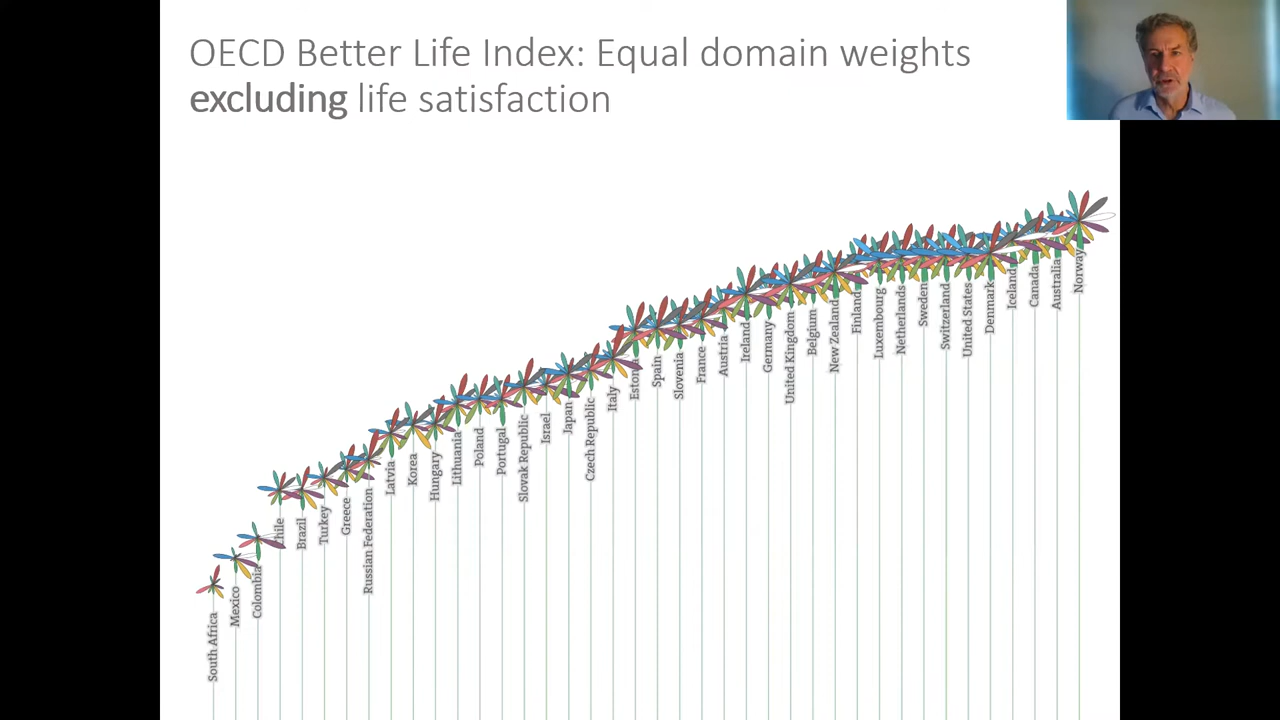 OECD Better Life Index: Equal domain weights
excluding life satisfaction
South Africa
Mexico
Colombia
Chile
Brazil
Turkey
Greece
Russian Federation
Latvia
Korea
Hungary
Lithuania
Poland
Portugal
Slovak Republic
Israel
Japan
Czech Republic
Italy
Estonia
Spain
Slovenia
France
Austria
Ireland
Germany
United Kingdom
Belgium
New Zealand
Finland
Luxembourg
Netherlands
Sweden
Switzerland
United States
Denmark
Iceland
Canada
Australia
Norway